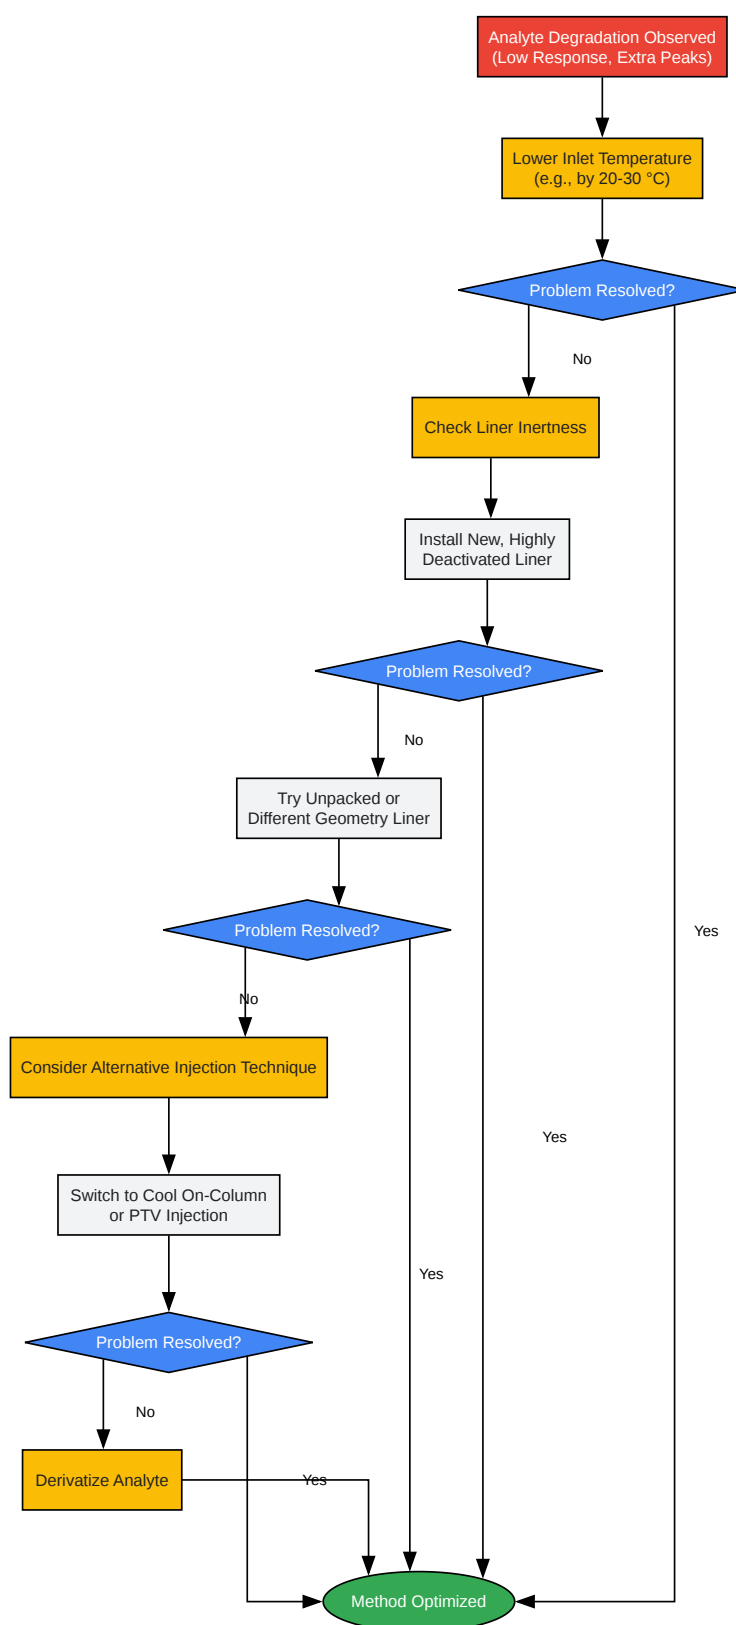 Analyte Degradation Observed
(Low Response, Extra Peaks)
Lower Inlet Temperature
(e.g., by 20-30 °C)
Problem Resolved?
No
Check Liner Inertness
Install New, Highly
Deactivated Liner
Problem Resolved?
No
Try Unpacked or
Different Geometry Liner
Problem Resolved?
Yes
No
Consider Alternative Injection Technique
Yes
Switch to Cool On-Column
or PTV Injection
Yes
Problem Resolved?
No
Derivatize Analyte
Yes
Method Optimized